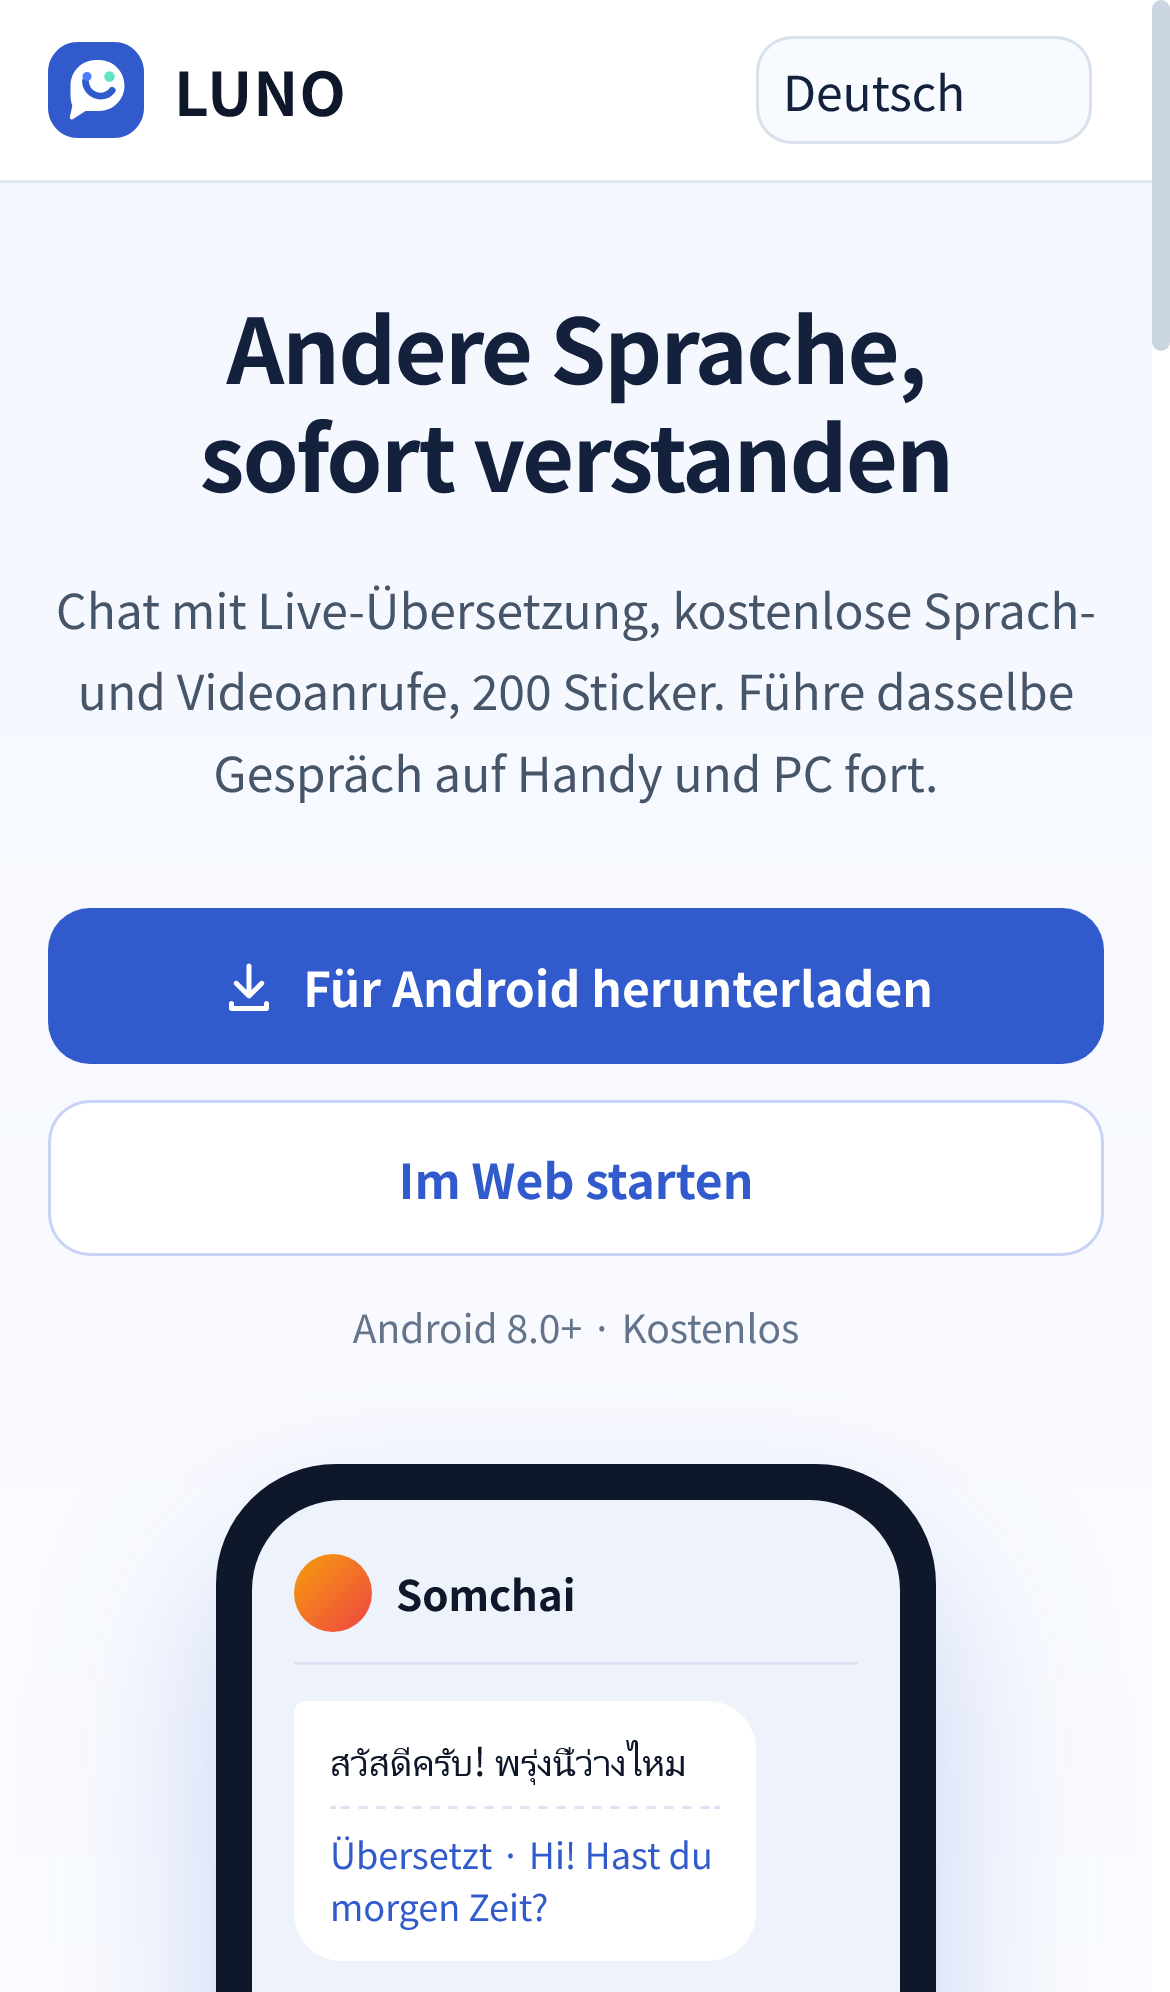 LUNO
Deutsch
Andere Sprache,
sofort verstanden
Chat mit Live-Übersetzung, kostenlose Sprach-
und Videoanrufe, 200 Sticker. Führe dasselbe
Gespräch auf Handy und PC fort.
Für Android herunterladen
Im Web starten
Android 8.0+ · Kostenlos
Somchai
สวัสดีครับ! พรุ่งนี้ว่างไหม
Übersetzt · Hi! Hast du
morgen Zeit?